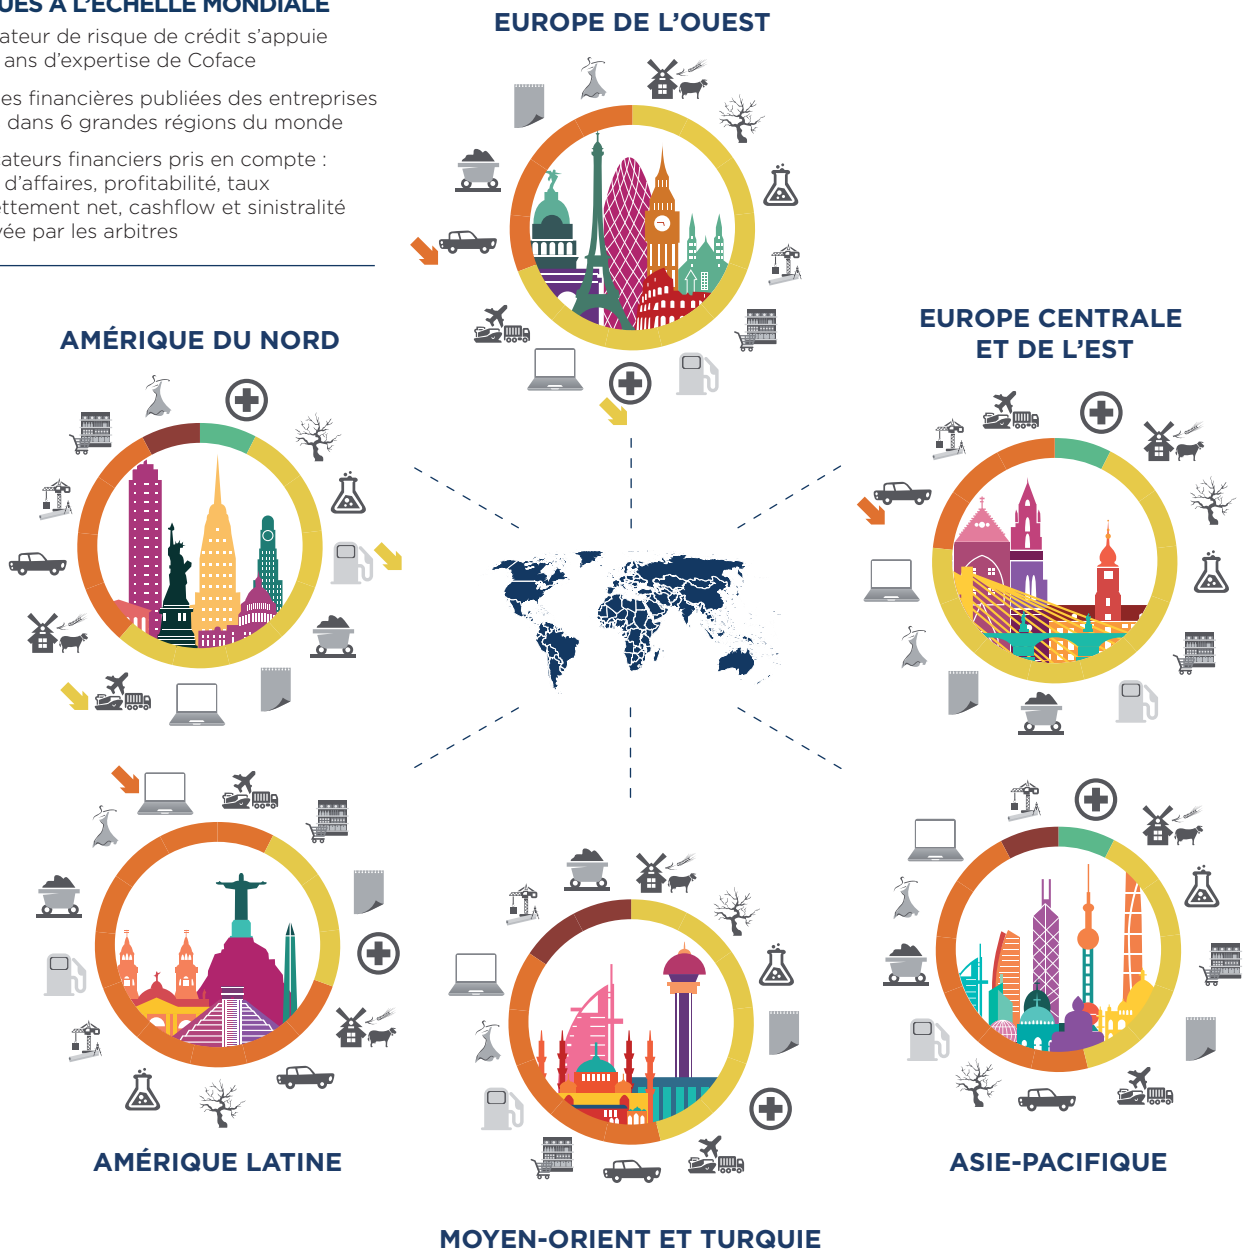 UES À L'ÉCHELLE MONDIALE
ateur de risque de crédit s'appuie
ans d'expertise de Coface
es financières publiées des entreprises
dans 6 grandes régions du monde
ateurs financiers pris en compte :
d'affaires, profitabilité, taux
ettement net, cashflow et sinistralité
vée par les arbitres
EUROPE DE L'OUEST
AMÉRIQUE DU NORD
EUROPE CENTRALE
ET DE L'EST
AMÉRIQUE LATINE
ASIE-PACIFIQUE
MOYEN-ORIENT ET TURQUIE